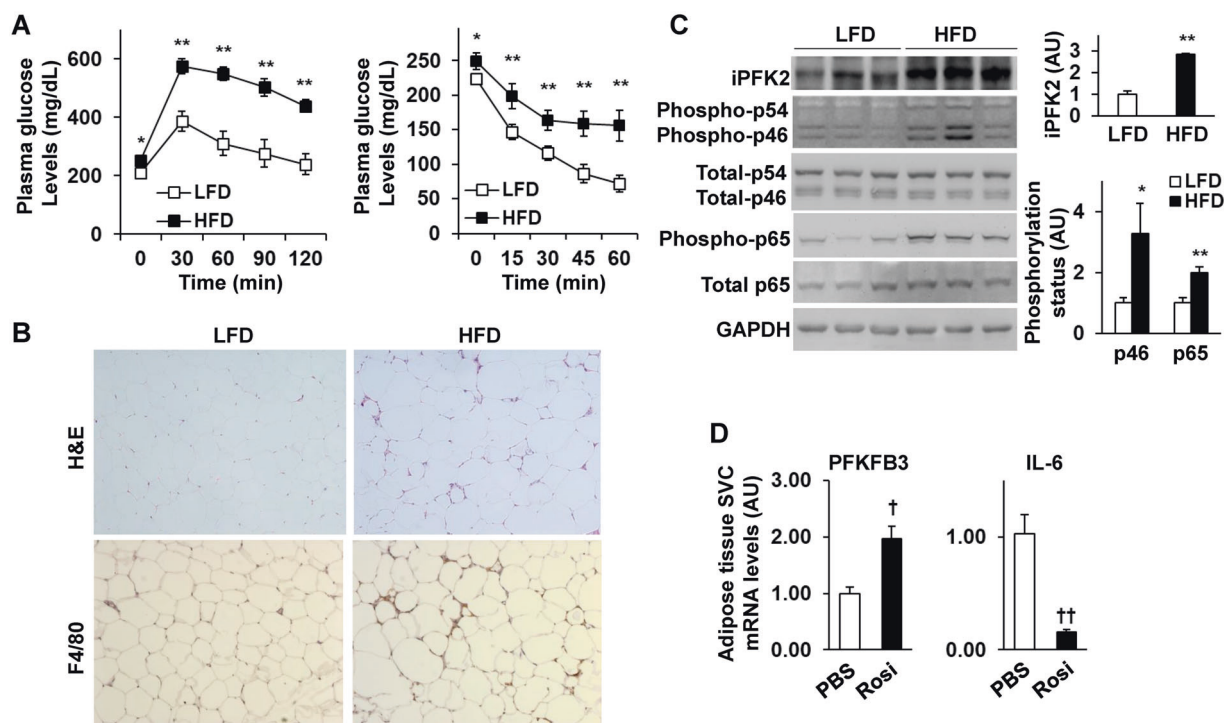 A
Plasma glucose
Levels (mg/dL)
600
400
200
0
*
**
**
**
**
LFD
HFD
0 30 60 90 120
Time (min)
Plasma glucose
Levels (mg/dL)
250
200
150
100
50
0
*
**
**
**
**
LFD
HFD
0 15 30 45 60
Time (min)
B
LFD HFD
H&E
F4/80
C
LFD HFD
iPFK2
Phospho-p54
Phospho-p46
Total-p54
Total-p46
Phospho-p65
Total p65
GAPDH
iPFK2 (AU)
3
2
1
0
**
LFD HFD
Phosphorylation
status (AU)
4
2
0
LFD
HFD
*
**
p46 p65
D
Adipose tissue SVC
mRNA levels (AU)
PFKFB3
3.00
2.00
1.00
0.00
†
PBS Rosi
IL-6
1.00
0.00
††
PBS Rosi